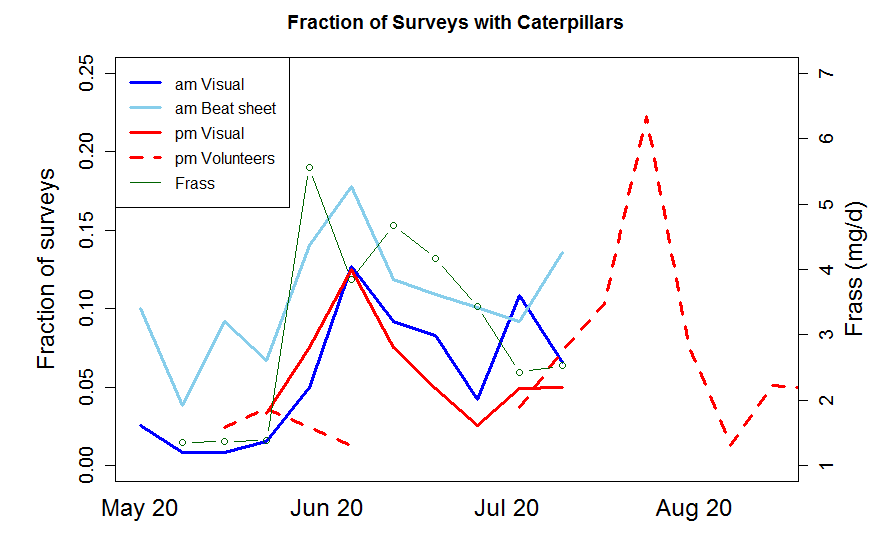 Fraction of Surveys with Caterpillars
am Visual
am Beat sheet
pm Visual
pm Volunteers
Frass
Fraction of surveys
0.25
0.20
0.15
0.10
0.05
0.00
7
6
5
4
3
2
1
Frass (mg/d)
May 20
Jun 20
Jul 20
Aug 20